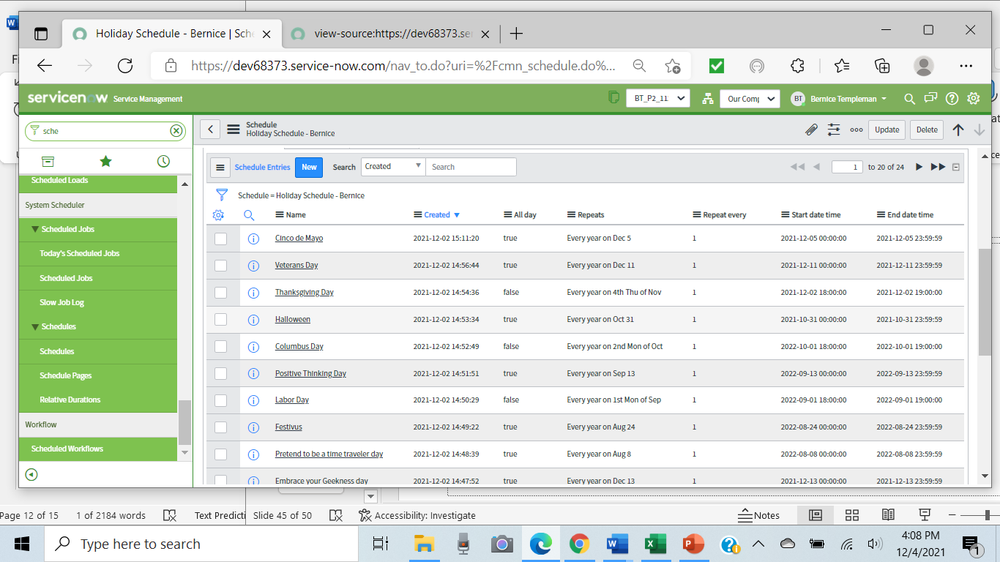 Holiday Schedule - Bernice | Sch
view-source:https://dev68373.se
https://dev68373.service-now.com/nav_to.do?uri=%2Fcmn_schedule.do%...
servicenow Service Management
BT_P2_11
Our Comp
BT Bernice Templeman
sche
Schedule
Holiday Schedule - Bernice
Update
Delete
Scheduled Loads
System Scheduler
Scheduled Jobs
Today's Scheduled Jobs
Scheduled Jobs
Slow Job Log
Schedules
Schedules
Schedule Pages
Relative Durations
Workflow
Scheduled Workflows
Schedule Entries New Search Created Search 1 to 20 of 24
Schedule = Holiday Schedule - Bernice
Name Created All day Repeats Repeat every Start date time End date time
Cinco de Mayo 2021-12-02 15:11:20 true Every year on Dec 5 1 2021-12-05 00:00:00 2021-12-05 23:59:59
Veterans Day 2021-12-02 14:56:44 true Every year on Dec 11 1 2021-12-11 00:00:00 2021-12-11 23:59:59
Thanksgiving Day 2021-12-02 14:54:36 false Every year on 4th Thu of Nov 1 2021-12-02 18:00:00 2021-12-02 19:00:00
Halloween 2021-12-02 14:53:34 true Every year on Oct 31 1 2021-10-31 00:00:00 2021-10-31 23:59:59
Columbus Day 2021-12-02 14:52:49 false Every year on 2nd Mon of Oct 1 2022-10-01 18:00:00 2022-10-01 19:00:00
Positive Thinking Day 2021-12-02 14:51:51 true Every year on Sep 13 1 2022-09-13 00:00:00 2022-09-13 23:59:59
Labor Day 2021-12-02 14:50:29 false Every year on 1st Mon of Sep 1 2022-09-01 18:00:00 2022-09-01 19:00:00
Festivus 2021-12-02 14:49:22 true Every year on Aug 24 1 2022-08-24 00:00:00 2022-08-24 23:59:59
Pretend to be a time traveler day 2021-12-02 14:48:39 true Every year on Aug 8 1 2022-08-08 00:00:00 2022-08-08 23:59:59
Embrace your Geekness day 2021-12-02 14:47:52 true Every year on Dec 13 1 2021-12-13 00:00:00 2021-12-13 23:59:59
Page 12 of 15 1 of 2184 words Text Predicti Slide 45 of 50 Accessibility: Investigate Notes
Type here to search
4:08 PM
12/4/2021
1